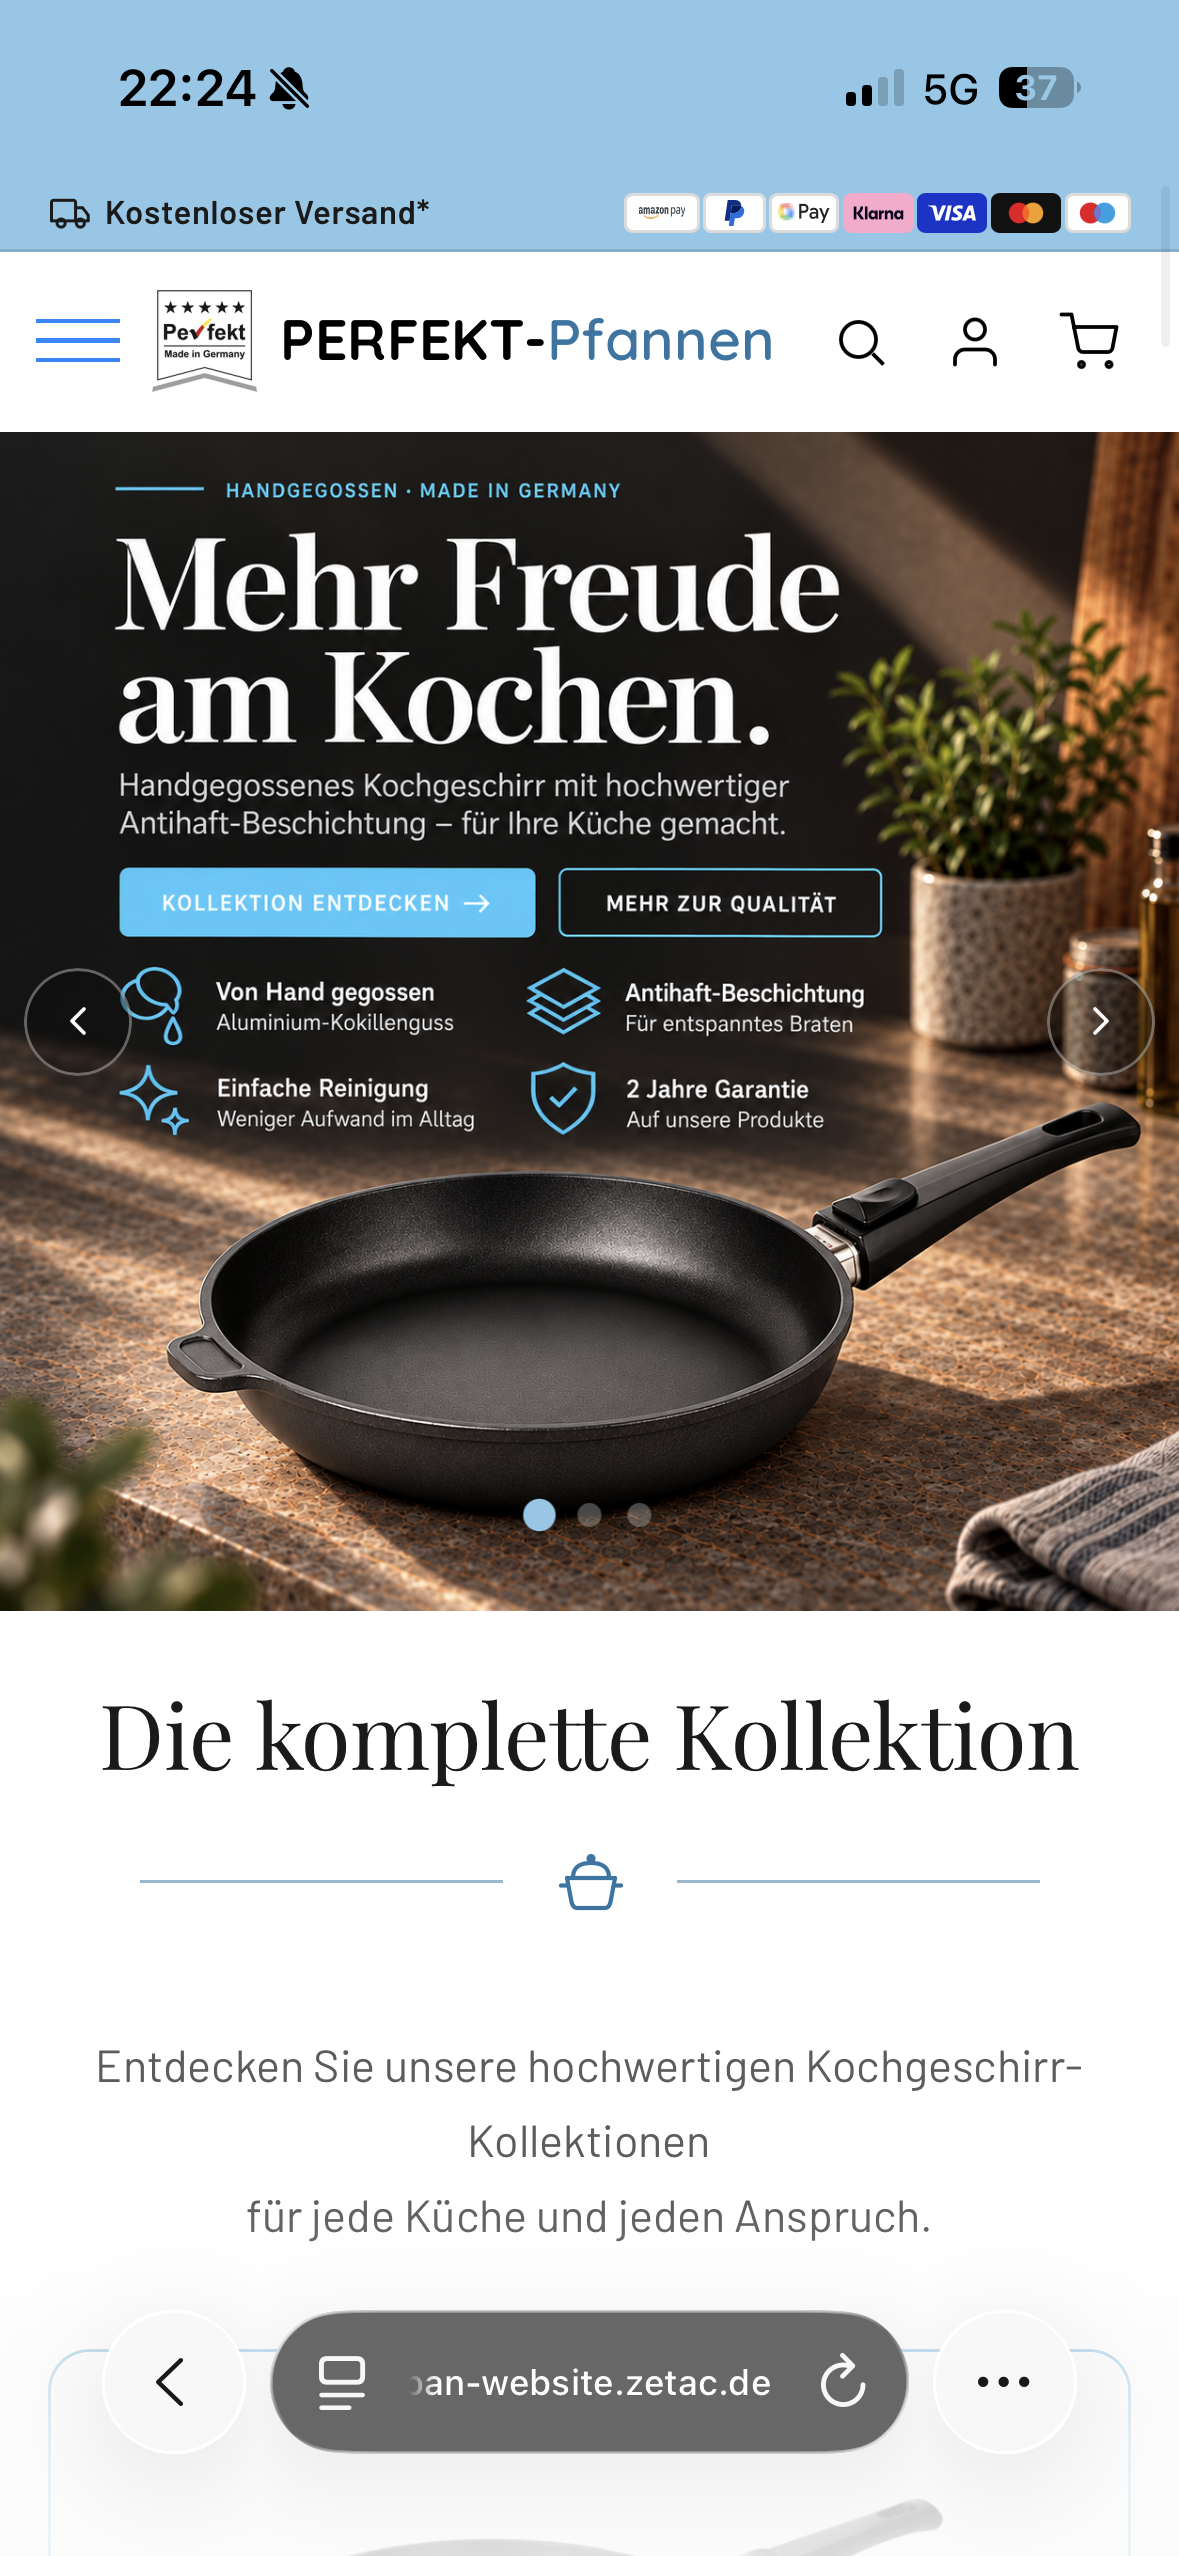 22:24
5G
37
Kostenloser Versand*
amazon pay
Pay
Klarna
VISA
Perfekt
Made in Germany
PERFEKT-Pfannen
HANDGEGOSSEN · MADE IN GERMANY
Mehr Freude
am Kochen.
Handgegossenes Kochgeschirr mit hochwertiger
Antihaft-Beschichtung – für Ihre Küche gemacht.
KOLLEKTION ENTDECKEN →
MEHR ZUR QUALITÄT
Von Hand gegossen
Aluminium-Kokillenguss
Antihaft-Beschichtung
Für entspanntes Braten
Einfache Reinigung
Weniger Aufwand im Alltag
2 Jahre Garantie
Auf unsere Produkte
Die komplette Kollektion
Entdecken Sie unsere hochwertigen Kochgeschirr-
Kollektionen
für jede Küche und jeden Anspruch.
an-website.zetac.de